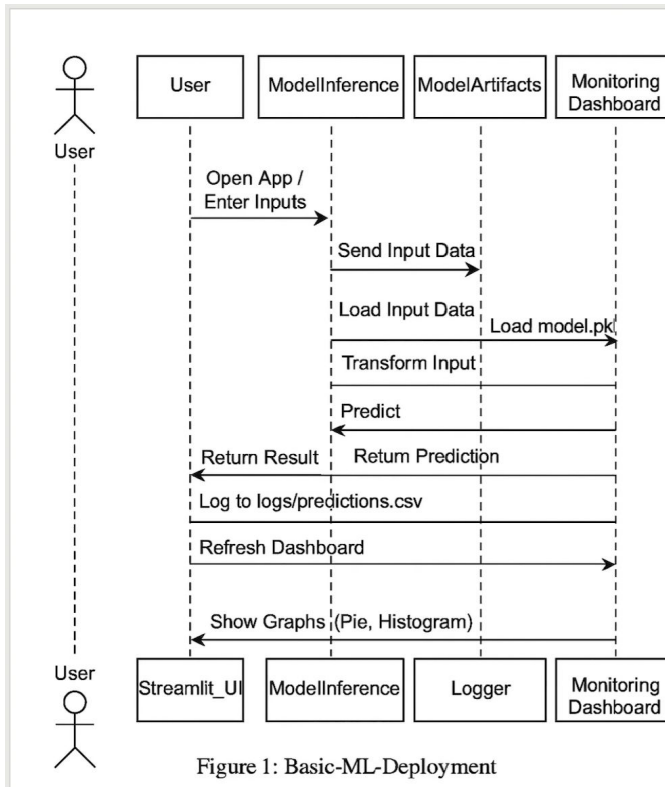 User
ModelInference
ModelArtifacts
Monitoring
Dashboard
User
Open App /
Enter Inputs
Send Input Data
Load Input Data
Load model.pk
Transform Input
Predict
Return Result
Return Prediction
Log to logs/predictions.csv
Refresh Dashboard
Show Graphs (Pie, Histogram)
User
Streamlit_UI
ModelInference
Logger
Monitoring
Dashboard
Figure 1: Basic-ML-Deployment